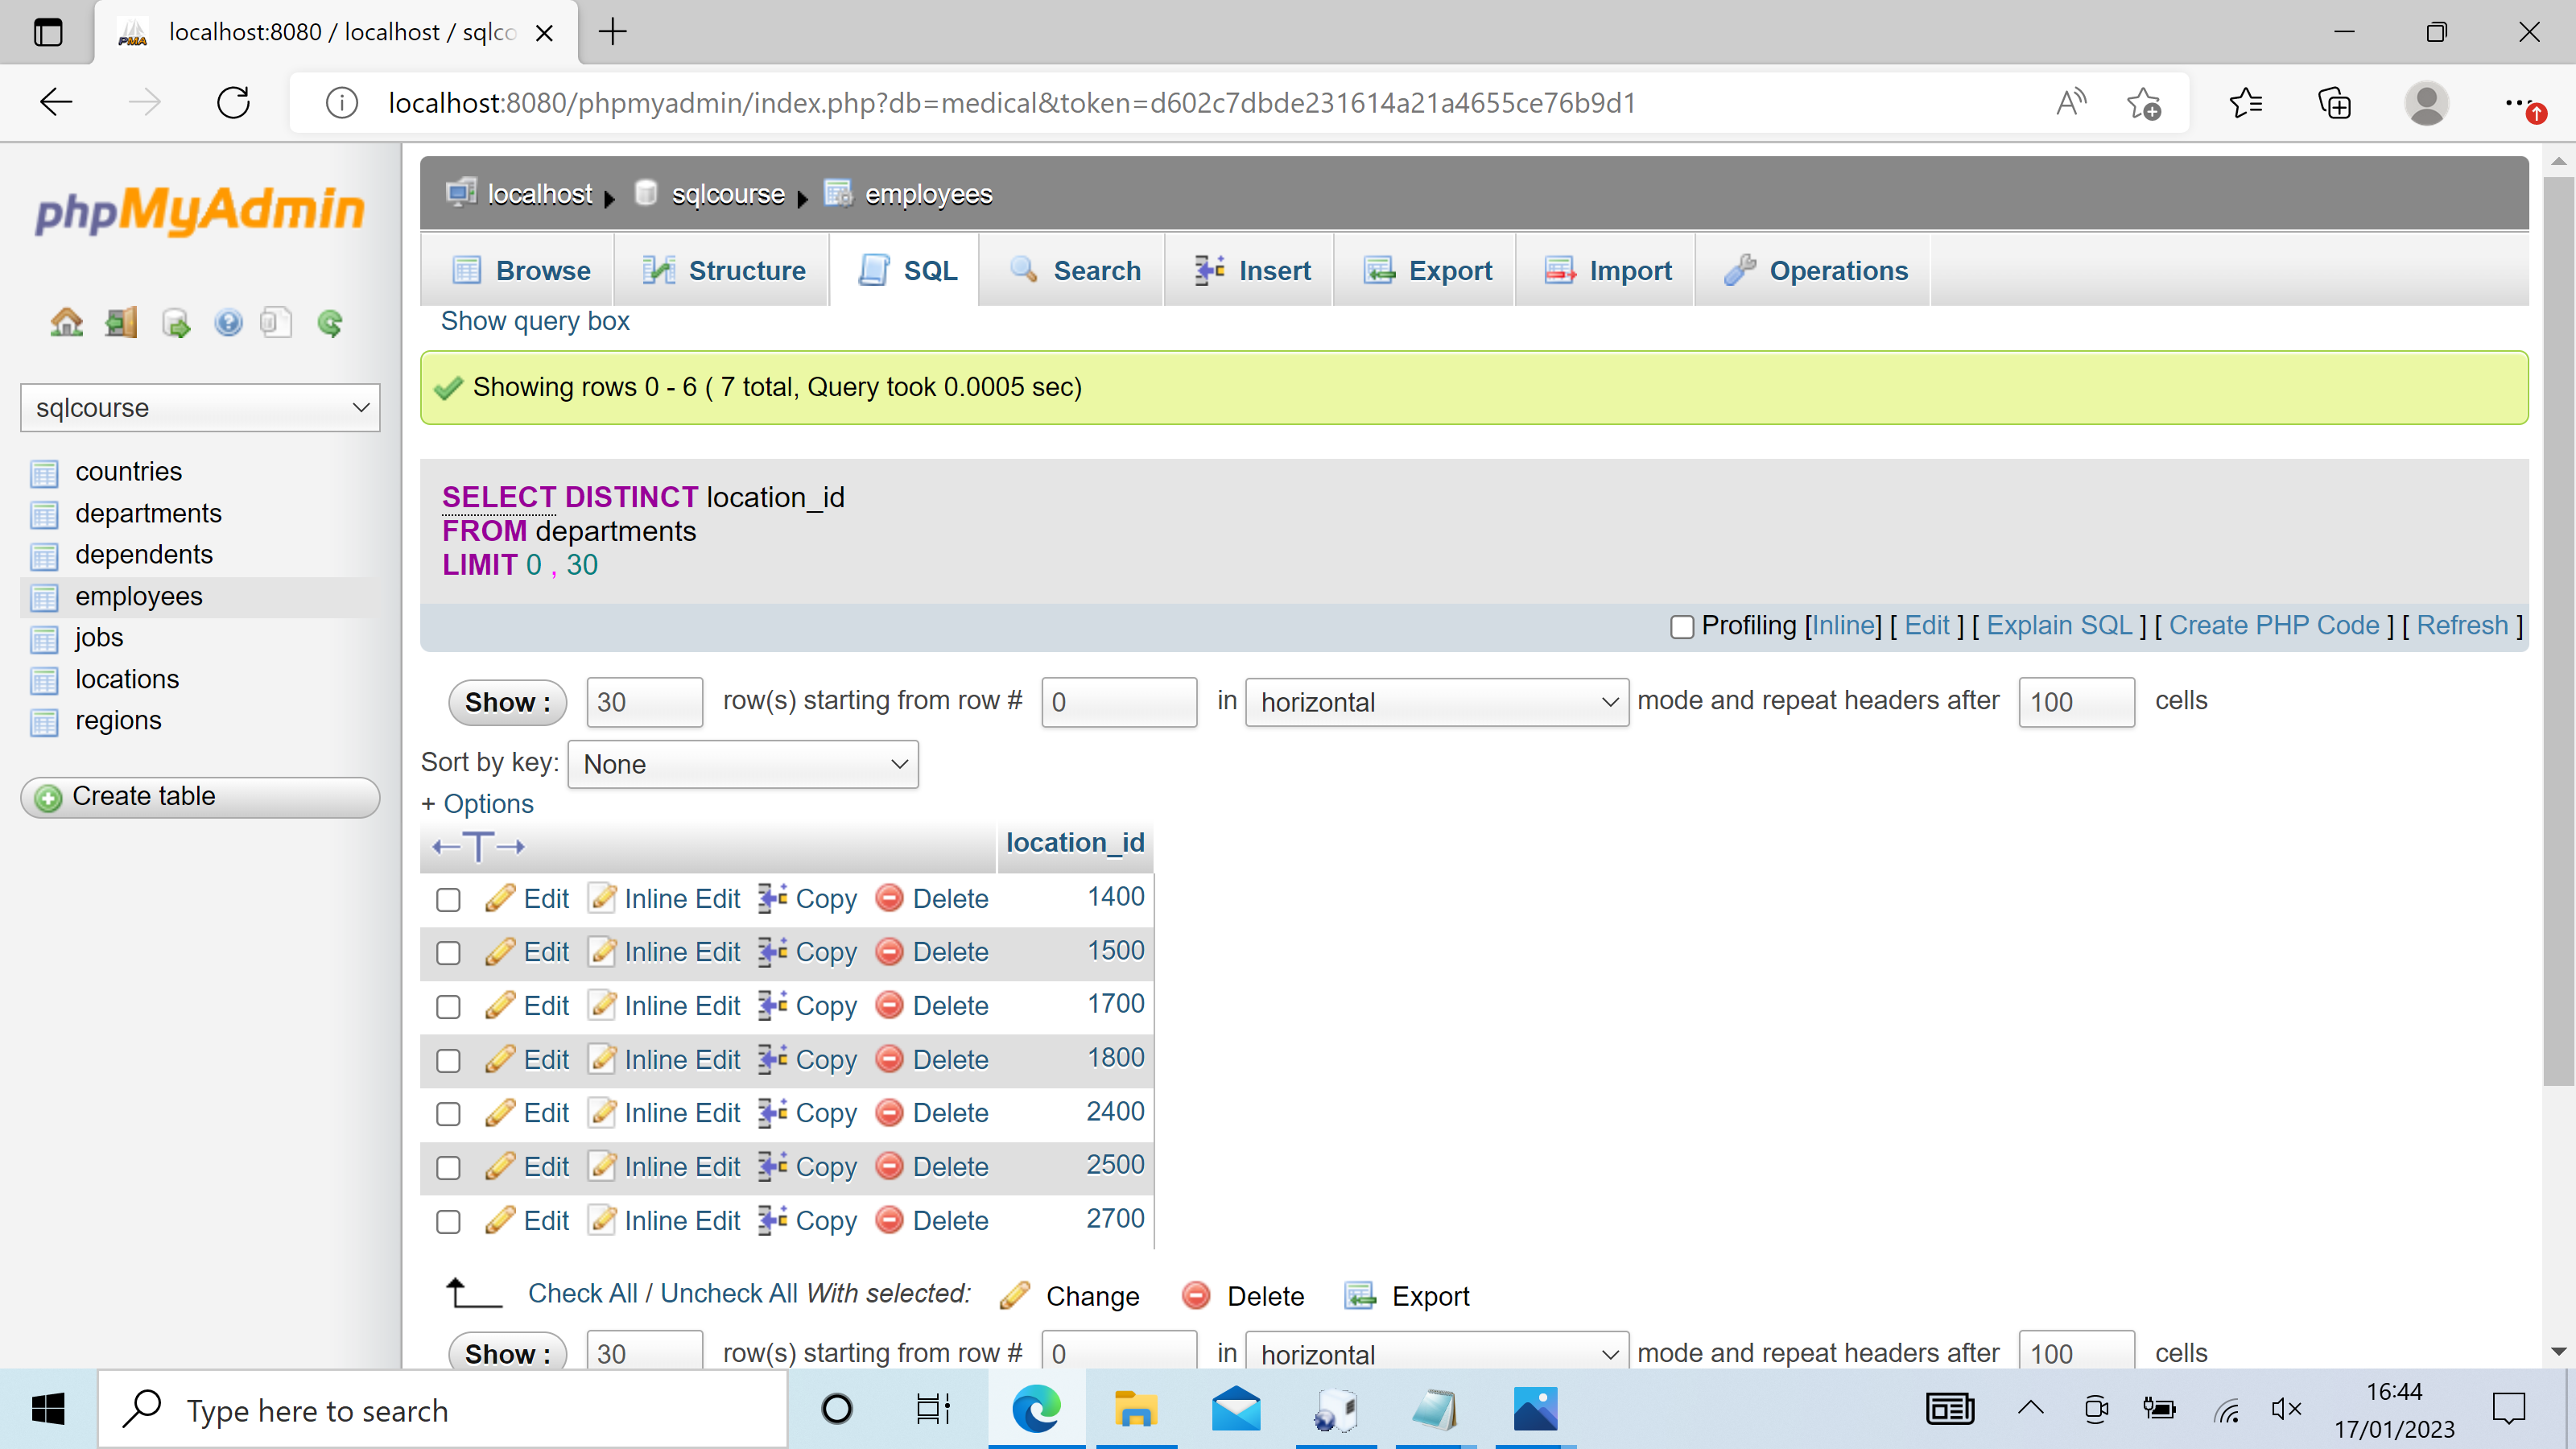 localhost:8080 / localhost / sqlco
localhost:8080/phpmyadmin/index.php?db=medical&token=d602c7dbde231614a21a4655ce76b9d1
phpMyAdmin
localhost sqlcourse employees
Browse Structure SQL Search Insert Export Import Operations
Show query box
Showing rows 0 - 6 ( 7 total, Query took 0.0005 sec)
sqlcourse
countries
departments
dependents
employees
jobs
locations
regions
Create table
SELECT DISTINCT location_id
FROM departments
LIMIT 0 , 30
Profiling [Inline] [ Edit ] [ Explain SQL ] [ Create PHP Code ] [ Refresh ]
Show : 30 row(s) starting from row # 0 in horizontal mode and repeat headers after 100 cells
Sort by key: None
+ Options
←T→ location_id
Edit Inline Edit Copy Delete 1400
Edit Inline Edit Copy Delete 1500
Edit Inline Edit Copy Delete 1700
Edit Inline Edit Copy Delete 1800
Edit Inline Edit Copy Delete 2400
Edit Inline Edit Copy Delete 2500
Edit Inline Edit Copy Delete 2700
Check All / Uncheck All With selected: Change Delete Export
Show : 30 row(s) starting from row # 0 in horizontal mode and repeat headers after 100 cells
Type here to search
16:44
17/01/2023